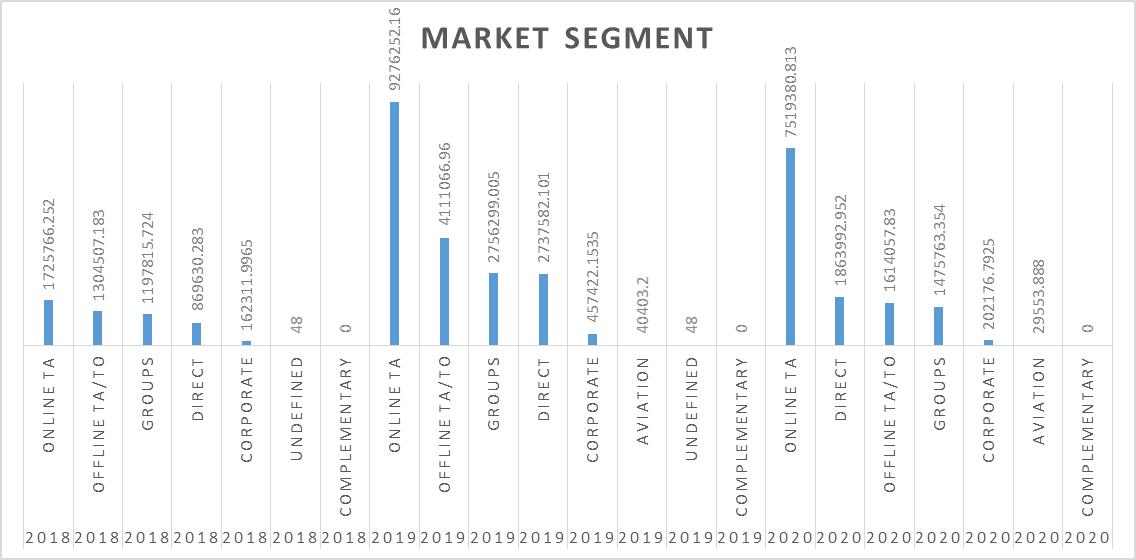 MARKET SEGMENT
1725766.252
1304507.183
1197815.724
869630.283
162311.9965
48
0
9276252.16
4111066.96
2756299.005
2737582.101
457422.1535
40403.2
48
0
7519380.813
1863992.952
1614057.83
1475763.354
202176.7925
29553.888
0
ONLINE TA
OFFLINE TA/TO
GROUPS
DIRECT
CORPORATE
UNDEFINED
COMPLEMENTARY
ONLINE TA
OFFLINE TA/TO
GROUPS
DIRECT
CORPORATE
AVIATION
UNDEFINED
COMPLEMENTARY
ONLINE TA
DIRECT
OFFLINE TA/TO
GROUPS
CORPORATE
AVIATION
COMPLEMENTARY
2018 2018 2018 2018 2018 2018 2018 2019 2019 2019 2019 2019 2019 2019 2019 2020 2020 2020 2020 2020 2020 2020